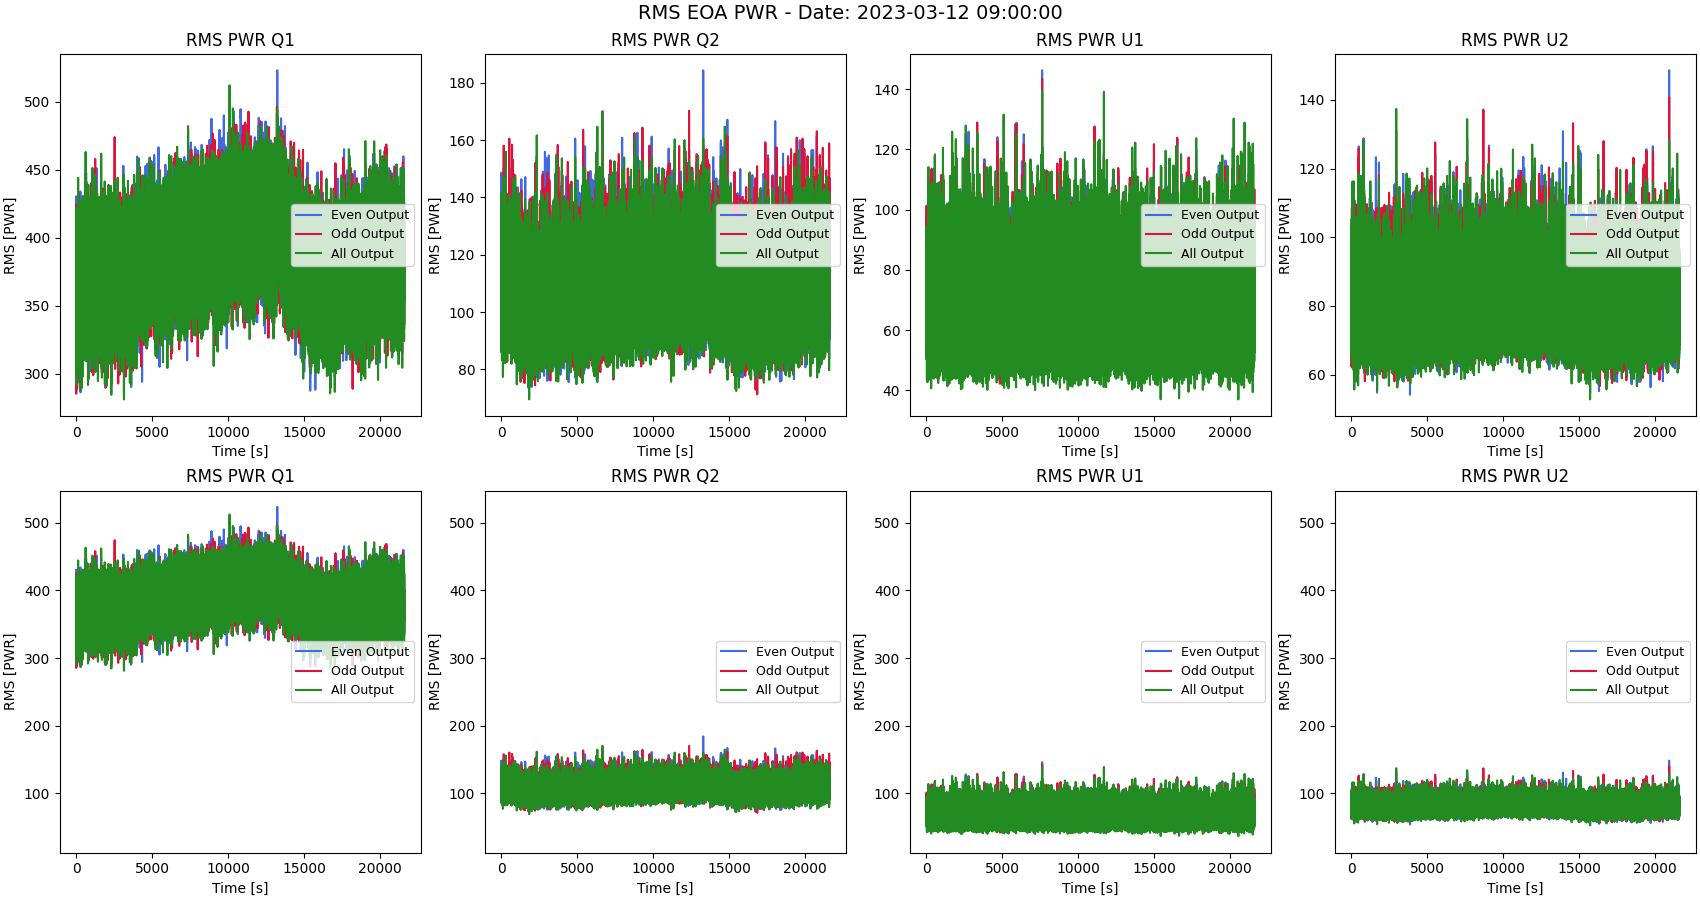 RMS EOA PWR - Date: 2023-03-12 09:00:00
RMS PWR Q1
RMS [PWR]
500
450
400
350
300
0 5000 10000 15000 20000
Time [s]
Even Output
Odd Output
All Output
RMS PWR Q2
RMS [PWR]
180
160
140
120
100
80
0 5000 10000 15000 20000
Time [s]
Even Output
Odd Output
All Output
RMS PWR U1
RMS [PWR]
140
120
100
80
60
40
0 5000 10000 15000 20000
Time [s]
Even Output
Odd Output
All Output
RMS PWR U2
RMS [PWR]
140
120
100
80
60
0 5000 10000 15000 20000
Time [s]
Even Output
Odd Output
All Output
RMS PWR Q1
RMS [PWR]
500
400
300
200
100
0 5000 10000 15000 20000
Time [s]
Even Output
Odd Output
All Output
RMS PWR Q2
RMS [PWR]
500
400
300
200
100
0 5000 10000 15000 20000
Time [s]
Even Output
Odd Output
All Output
RMS PWR U1
RMS [PWR]
500
400
300
200
100
0 5000 10000 15000 20000
Time [s]
Even Output
Odd Output
All Output
RMS PWR U2
RMS [PWR]
500
400
300
200
100
0 5000 10000 15000 20000
Time [s]
Even Output
Odd Output
All Output